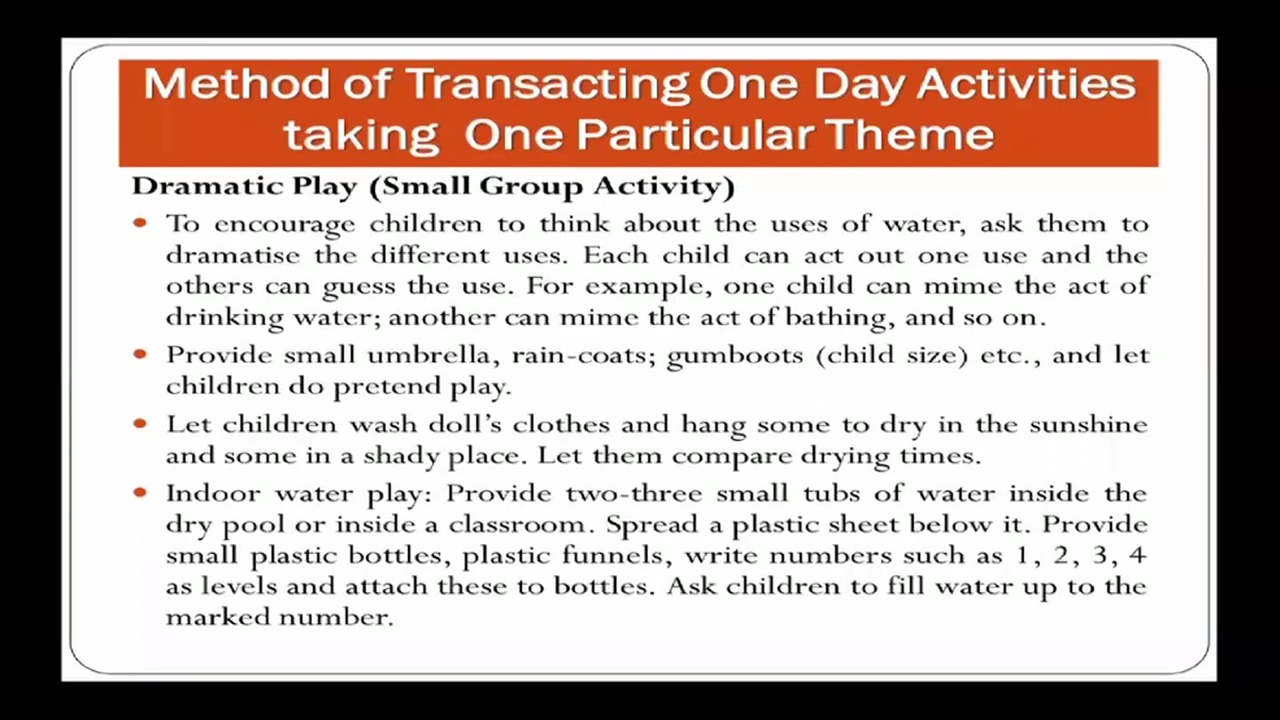 Method of Transacting One Day Activities
taking One Particular Theme
Dramatic Play (Small Group Activity)
• To encourage children to think about the uses of water, ask them to
dramatise the different uses. Each child can act out one use and the
others can guess the use. For example, one child can mime the act of
drinking water; another can mime the act of bathing, and so on.
• Provide small umbrella, rain-coats; gumboots (child size) etc., and let
children do pretend play.
• Let children wash doll's clothes and hang some to dry in the sunshine
and some in a shady place. Let them compare drying times.
• Indoor water play: Provide two-three small tubs of water inside the
dry pool or inside a classroom. Spread a plastic sheet below it. Provide
small plastic bottles, plastic funnels, write numbers such as 1, 2, 3, 4
as levels and attach these to bottles. Ask children to fill water up to the
marked number.